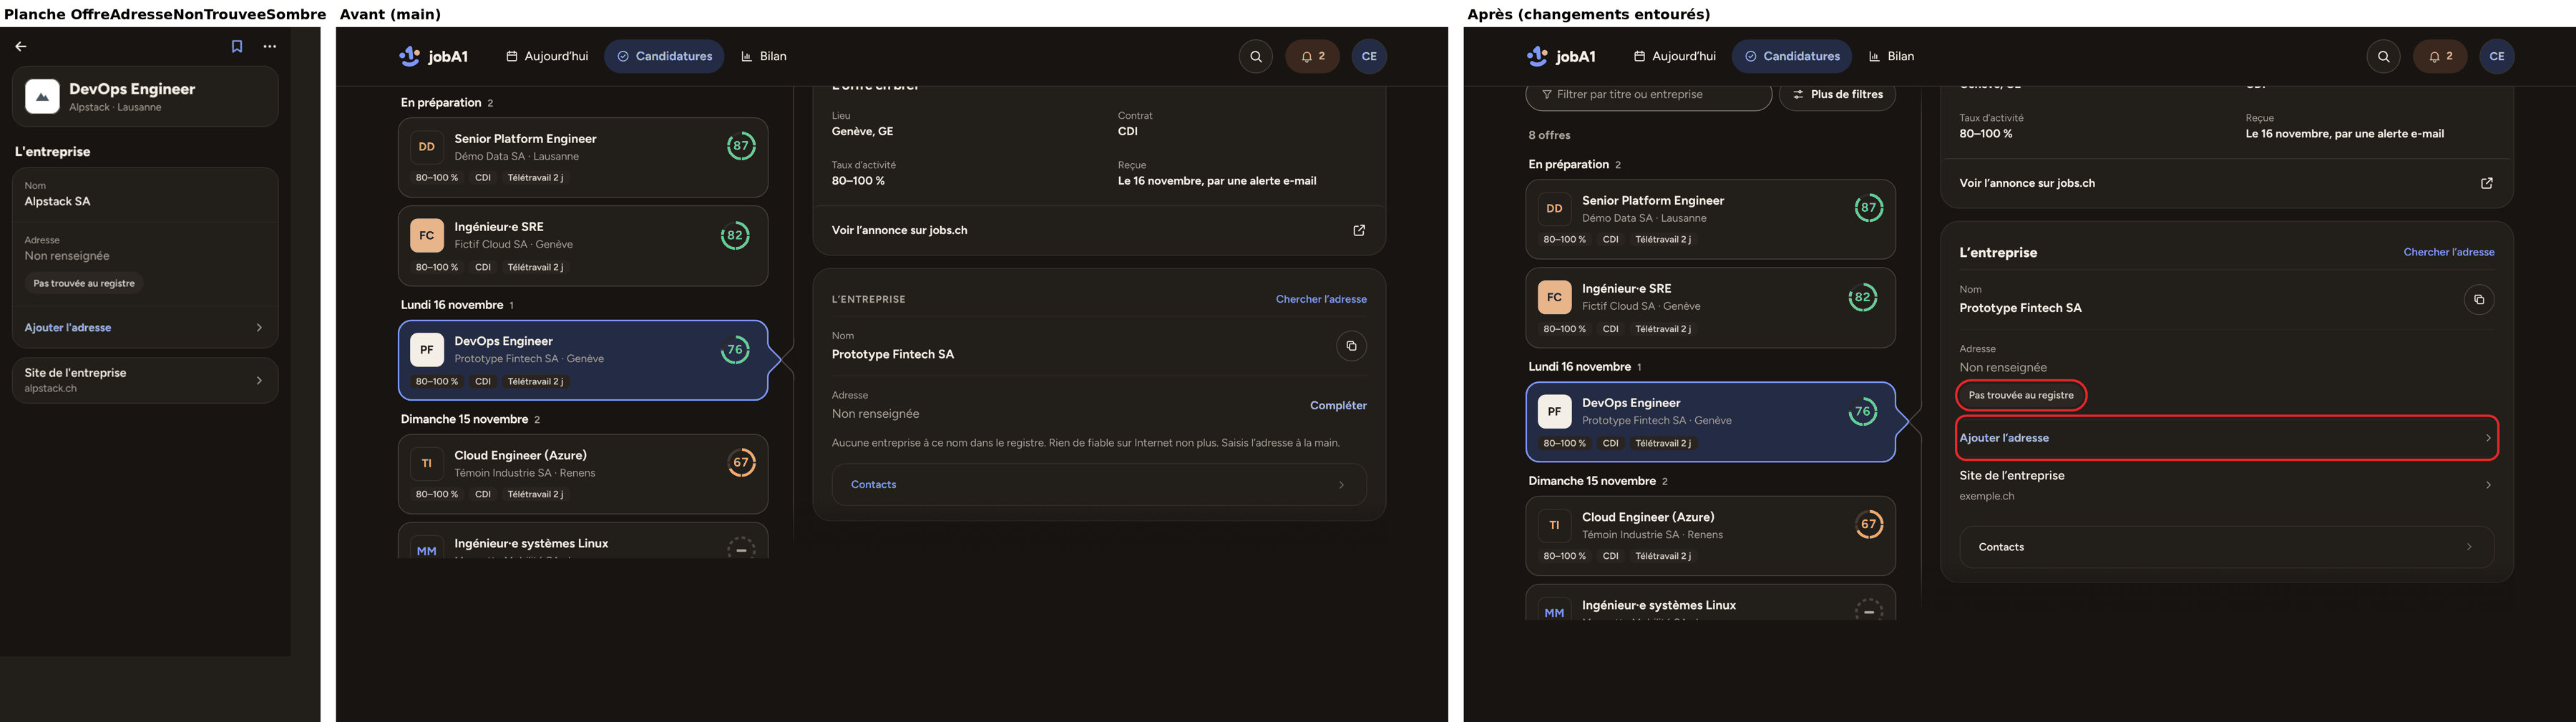 Planche OffreAdresseNonTrouveeSombre
DevOps Engineer
Alpstack · Lausanne
L'entreprise
Nom
Alpstack SA
Adresse
Non renseignée
Pas trouvée au registre
Ajouter l'adresse
Site de l'entreprise
alpstack.ch
Avant (main)
jobA1
Aujourd’hui
Candidatures
Bilan
2
CE
En préparation 2
DD
Senior Platform Engineer
Démo Data SA · Lausanne
87
80–100 %
CDI
Télétravail 2 j
FC
Ingénieur·e SRE
Fictif Cloud SA · Genève
82
80–100 %
CDI
Télétravail 2 j
Lundi 16 novembre 1
PF
DevOps Engineer
Prototype Fintech SA · Genève
76
80–100 %
CDI
Télétravail 2 j
Dimanche 15 novembre 2
TI
Cloud Engineer (Azure)
Témoin Industrie SA · Renens
67
80–100 %
CDI
Télétravail 2 j
MM
Ingénieur·e systèmes Linux
Lieu
Genève, GE
Contrat
CDI
Taux d’activité
80–100 %
Reçue
Le 16 novembre, par une alerte e-mail
Voir l’annonce sur jobs.ch
L’ENTREPRISE
Chercher l’adresse
Nom
Prototype Fintech SA
Adresse
Non renseignée
Compléter
Aucune entreprise à ce nom dans le registre. Rien de fiable sur Internet non plus. Saisis l’adresse à la main.
Contacts
Après (changements entourés)
jobA1
Aujourd’hui
Candidatures
Bilan
2
CE
Filtrer par titre ou entreprise
Plus de filtres
8 offres
En préparation 2
DD
Senior Platform Engineer
Démo Data SA · Lausanne
87
80–100 %
CDI
Télétravail 2 j
FC
Ingénieur·e SRE
Fictif Cloud SA · Genève
82
80–100 %
CDI
Télétravail 2 j
Lundi 16 novembre 1
PF
DevOps Engineer
Prototype Fintech SA · Genève
76
80–100 %
CDI
Télétravail 2 j
Dimanche 15 novembre 2
TI
Cloud Engineer (Azure)
Témoin Industrie SA · Renens
67
80–100 %
CDI
Télétravail 2 j
MM
Ingénieur·e systèmes Linux
Taux d’activité
80–100 %
Reçue
Le 16 novembre, par une alerte e-mail
Voir l’annonce sur jobs.ch
L’entreprise
Chercher l’adresse
Nom
Prototype Fintech SA
Adresse
Non renseignée
Pas trouvée au registre
Ajouter l’adresse
Site de l’entreprise
exemple.ch
Contacts